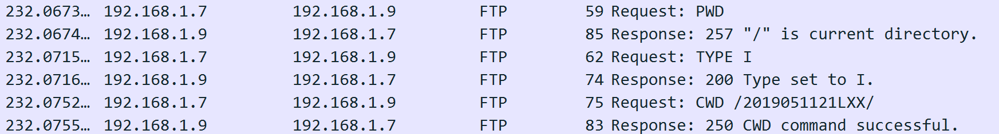 232.0673… 192.168.1.7 192.168.1.9 FTP 59 Request: PWD
232.0674… 192.168.1.9 192.168.1.7 FTP 85 Response: 257 "/" is current directory.
232.0715… 192.168.1.7 192.168.1.9 FTP 62 Request: TYPE I
232.0716… 192.168.1.9 192.168.1.7 FTP 74 Response: 200 Type set to I.
232.0752… 192.168.1.7 192.168.1.9 FTP 75 Request: CWD /2019051121LXX/
232.0755… 192.168.1.9 192.168.1.7 FTP 83 Response: 250 CWD command successful.